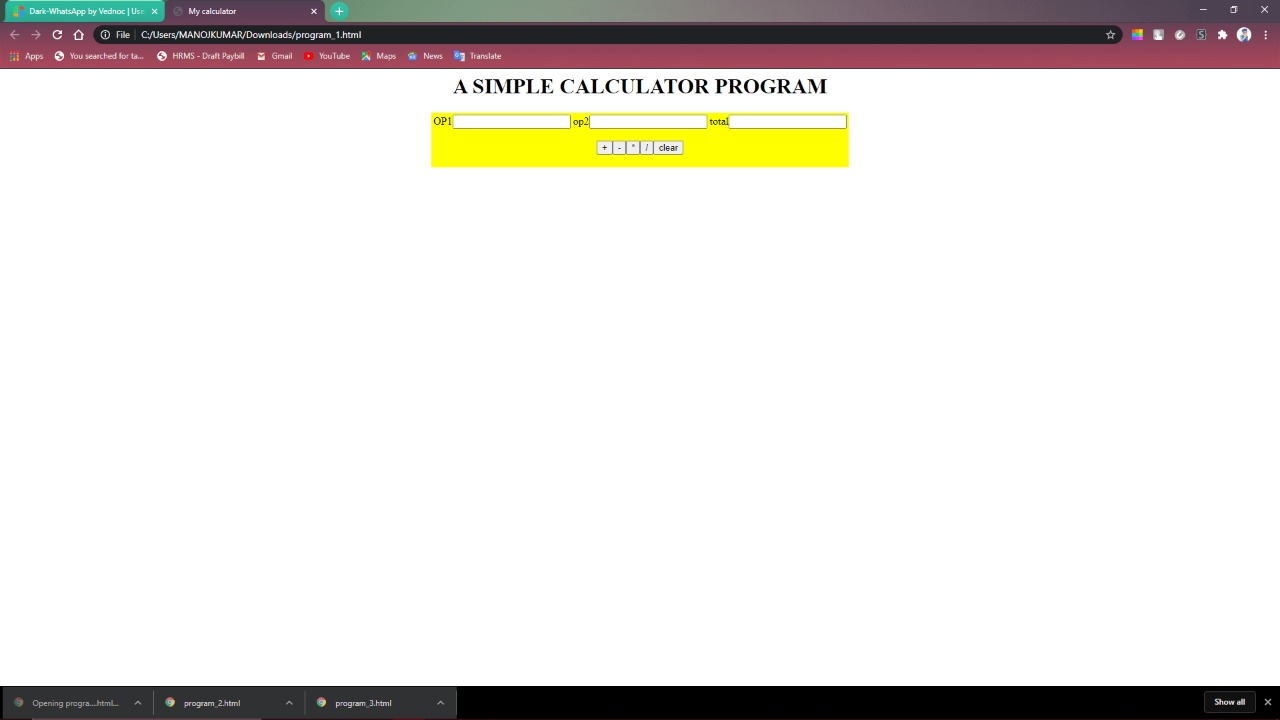 Dark-WhatsApp by Vednoc | Use
My calculator
File
C:/Users/MANOJKUMAR/Downloads/program_1.html
Apps
You searched for ta...
HRMS - Draft Paybill
Gmail
YouTube
Maps
News
Translate
A SIMPLE CALCULATOR PROGRAM
OP1 op2 total
+ - * / clear
Opening progra....html...
program_2.html
program_3.html
Show all